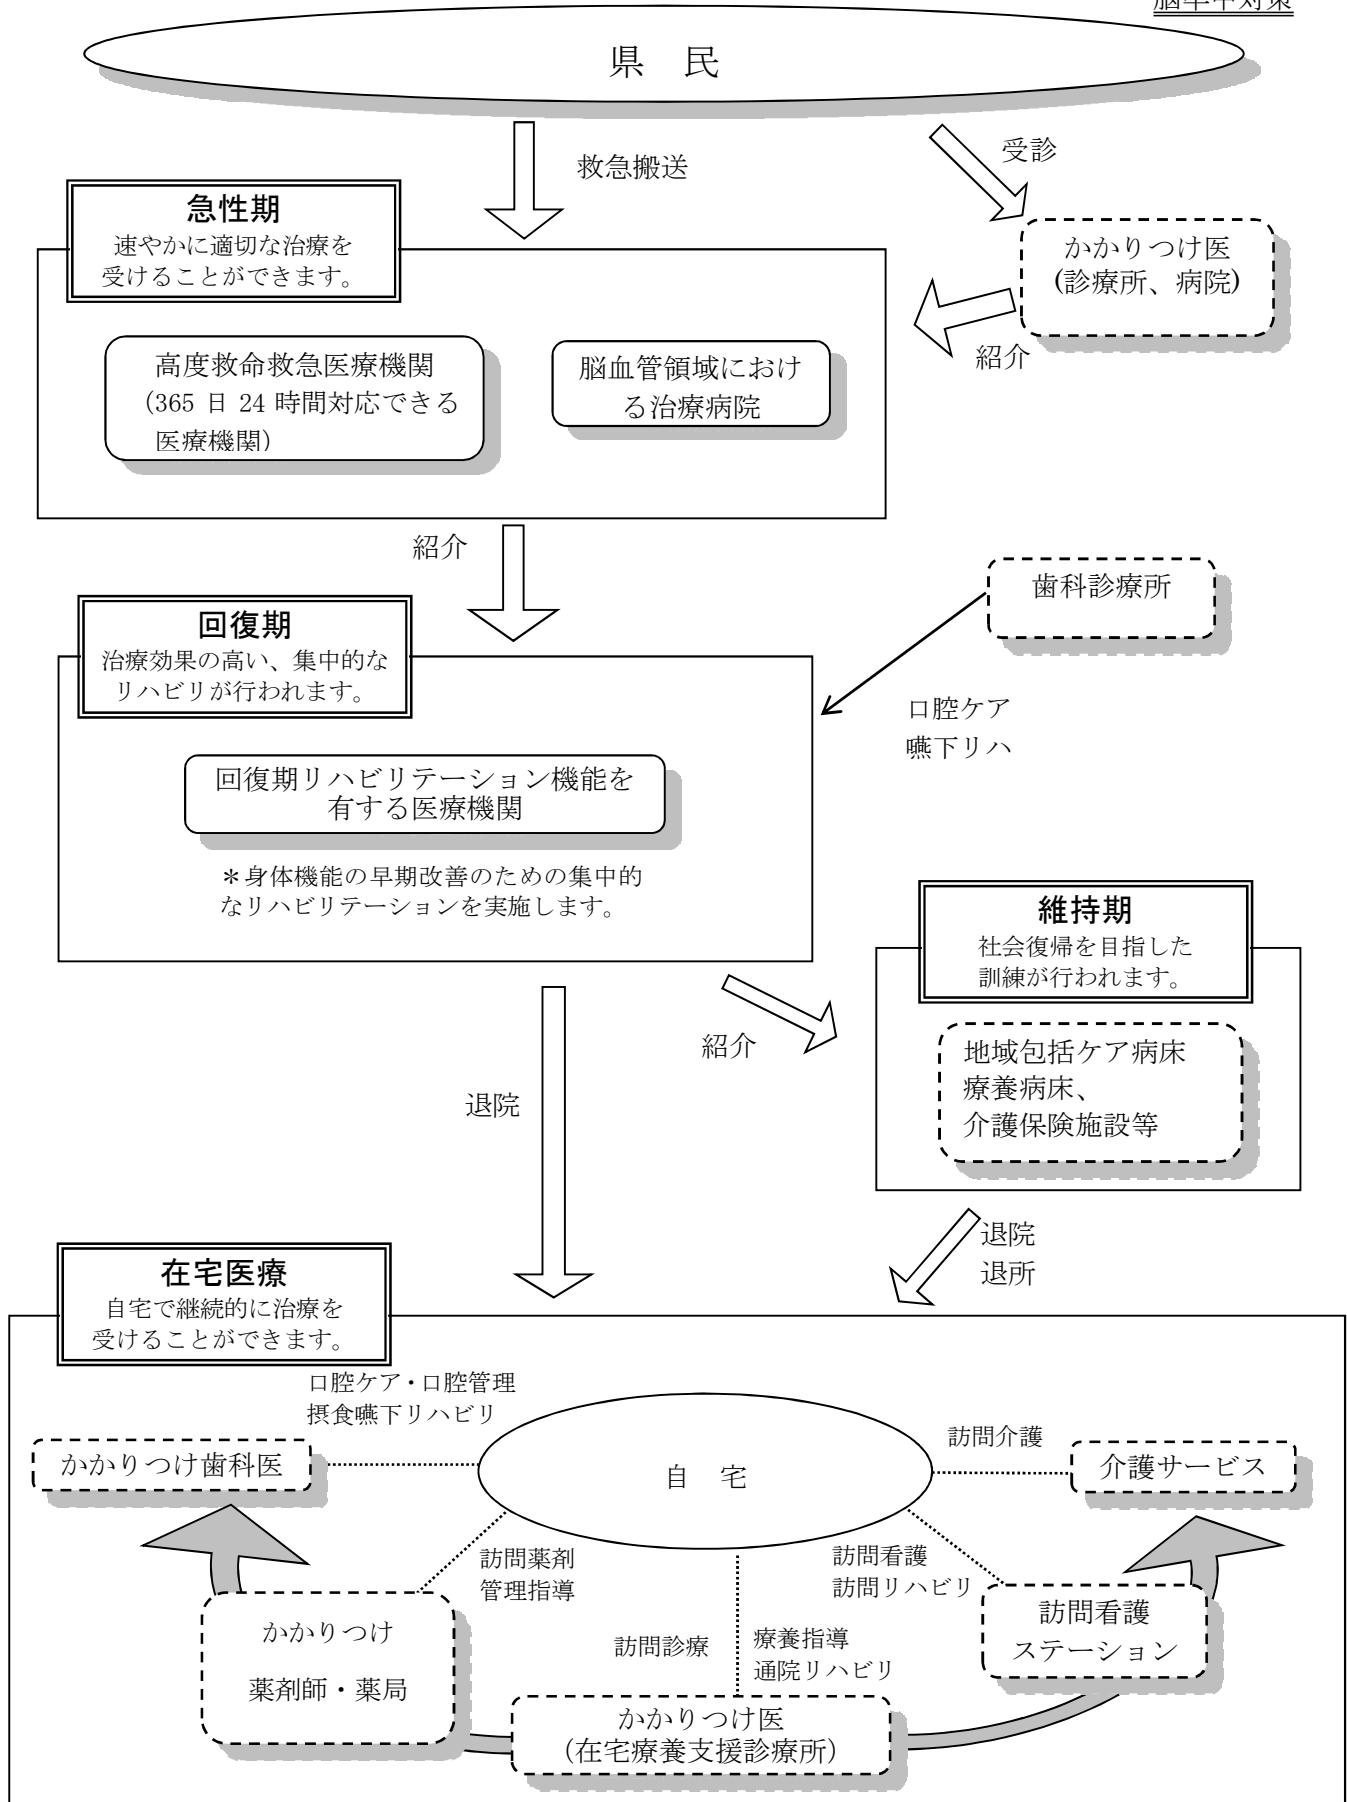 脳卒中対策
県　民
救急搬送
受診
急性期
速やかに適切な治療を
受けることができます。
かかりつけ医
(診療所、病院)
紹介
高度救命救急医療機関
（365 日 24 時間対応できる
医療機関）
脳血管領域におけ
る治療病院
紹介
歯科診療所
回復期
治療効果の高い、集中的な
リハビリが行われます。
口腔ケア
嚥下リハ
回復期リハビリテーション機能を
有する医療機関
＊身体機能の早期改善のための集中的
なリハビリテーションを実施します。
維持期
社会復帰を目指した
訓練が行われます。
紹介
地域包括ケア病床
療養病床、
介護保険施設等
退院
退院
退所
在宅医療
自宅で継続的に治療を
受けることができます。
口腔ケア・口腔管理
摂食嚥下リハビリ
かかりつけ歯科医
自　宅
訪問介護
介護サービス
訪問薬剤
管理指導
訪問看護
訪問リハビリ
かかりつけ
薬剤師・薬局
訪問診療
療養指導
通院リハビリ
訪問看護
ステーション
かかりつけ医
（在宅療養支援診療所）